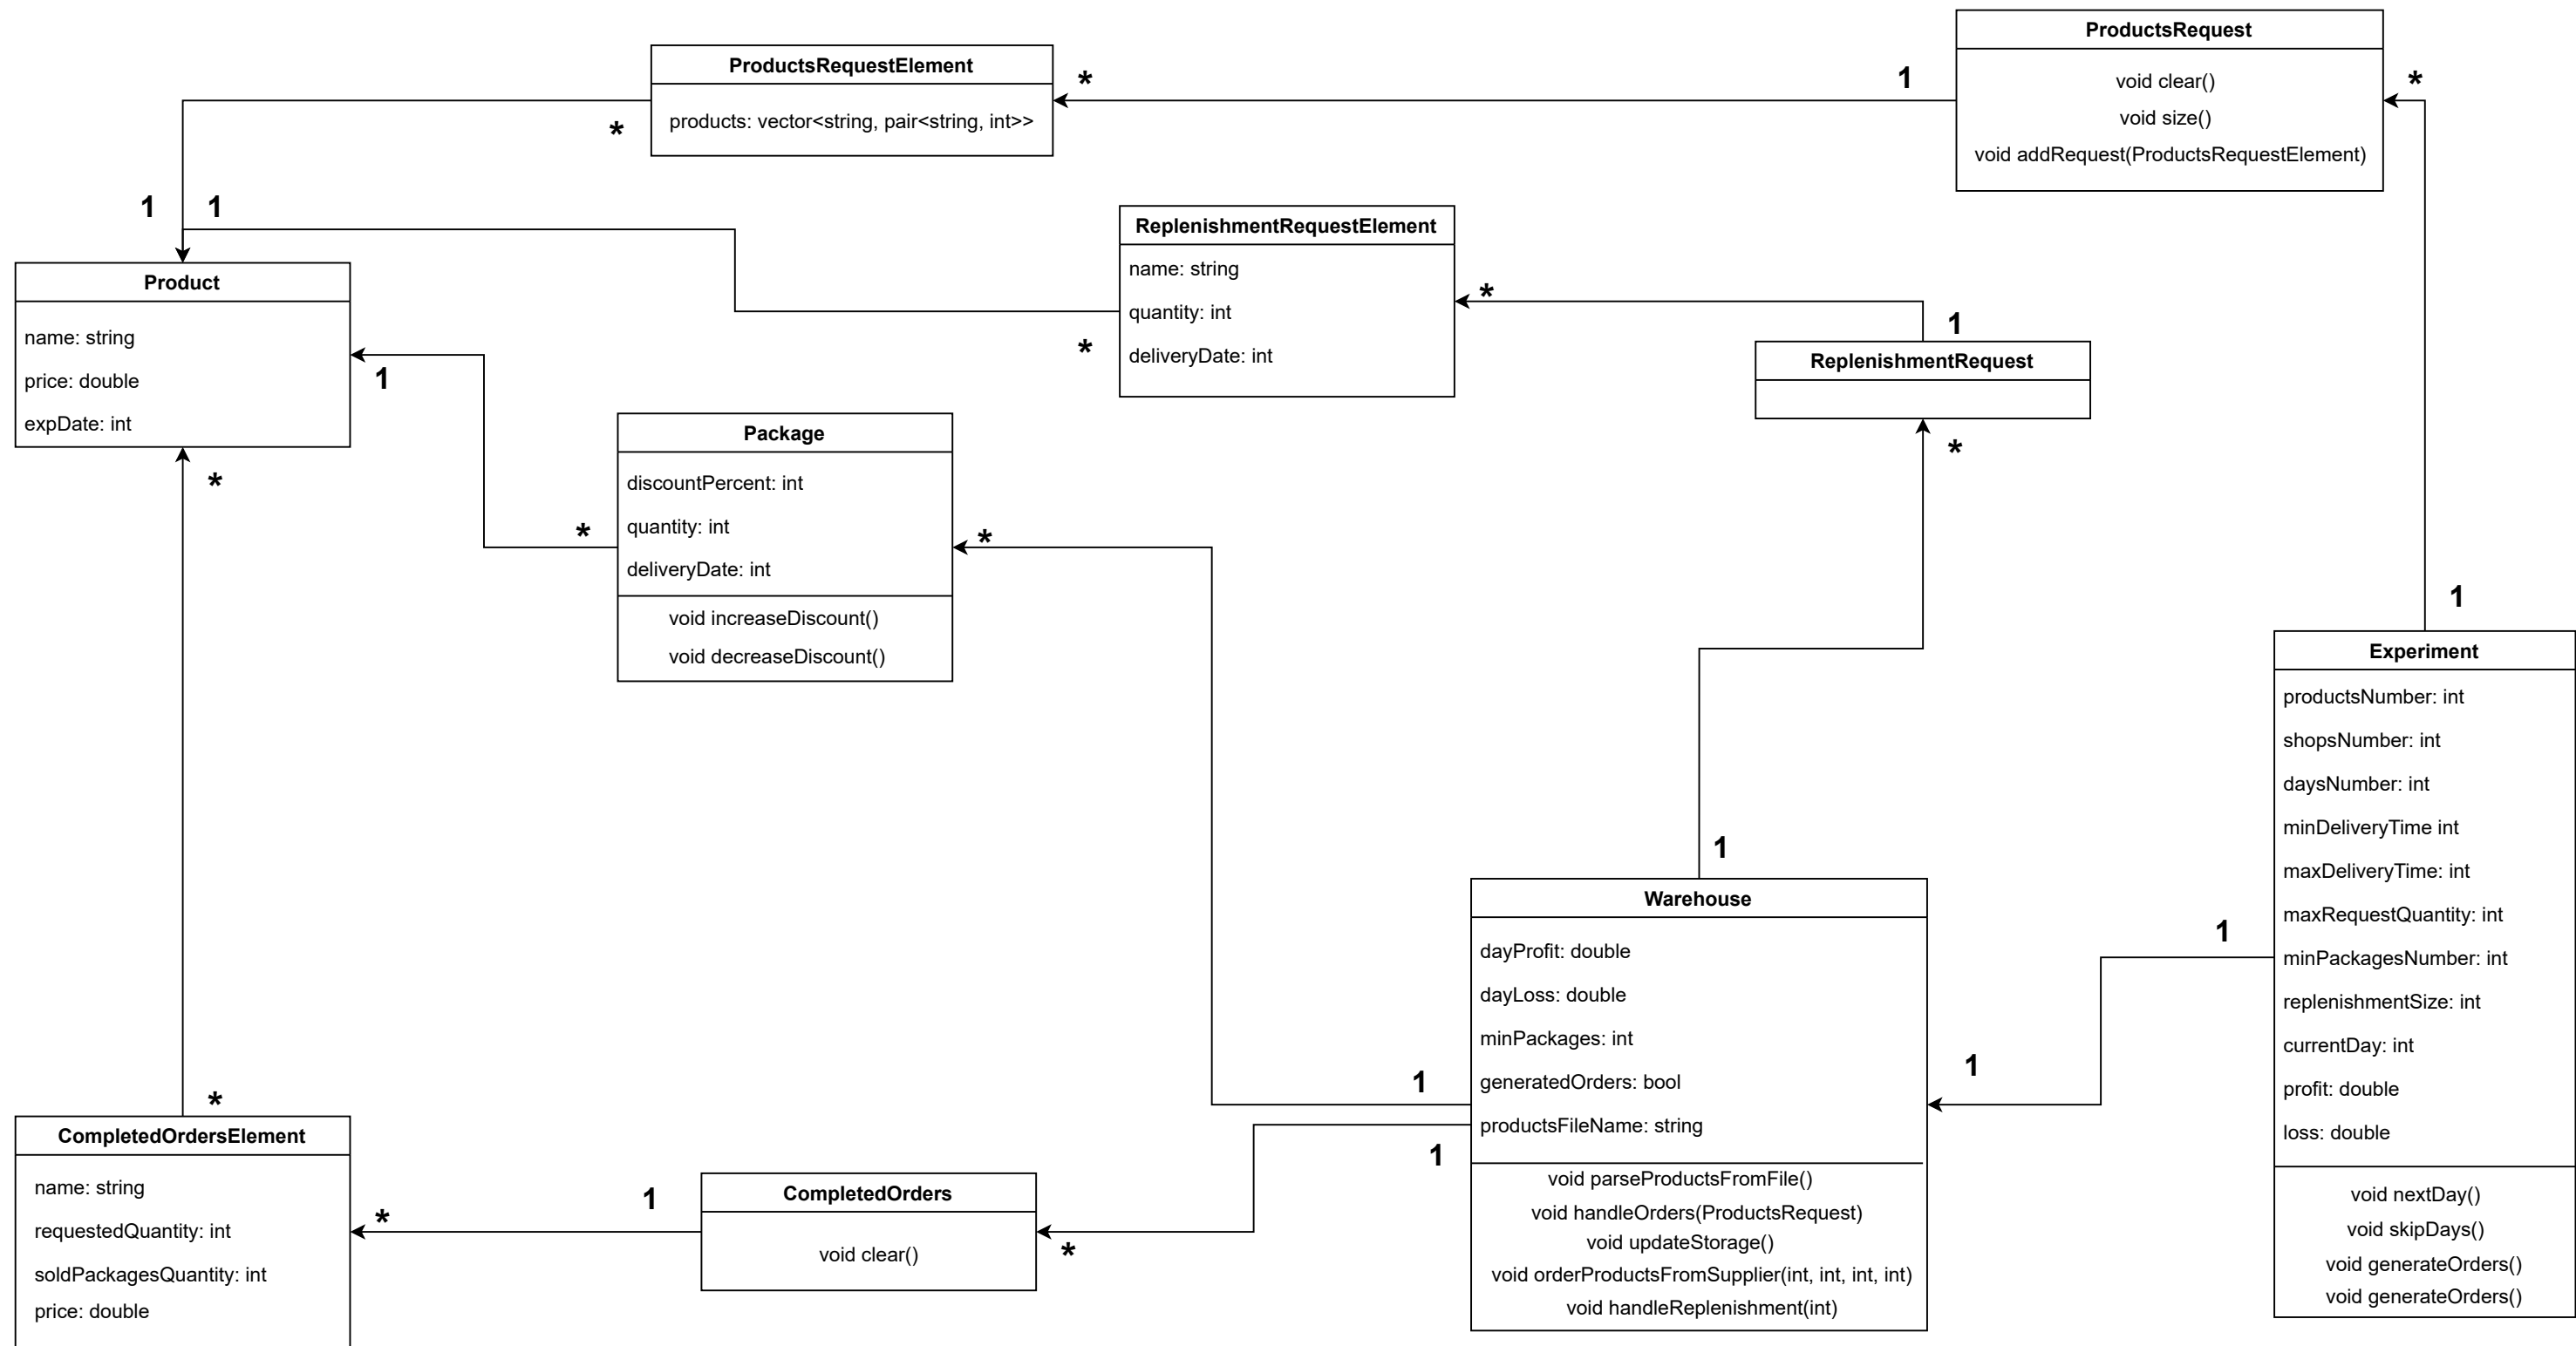 ProductsRequest
void clear()
void size()
void addRequest(ProductsRequestElement)
*
1
*
ProductsRequestElement
products: vector<string, pair<string, int>>
*
1
1
ReplenishmentRequestElement
name: string
quantity: int
deliveryDate: int
*
*
1
ReplenishmentRequest
*
Product
name: string
price: double
expDate: int
1
*
Package
discountPercent: int
quantity: int
deliveryDate: int
void increaseDiscount()
void decreaseDiscount()
*
*
1
Experiment
productsNumber: int
shopsNumber: int
daysNumber: int
minDeliveryTime int
maxDeliveryTime: int
maxRequestQuantity: int
minPackagesNumber: int
replenishmentSize: int
currentDay: int
profit: double
loss: double
void nextDay()
void skipDays()
void generateOrders()
void generateOrders()
1
1
1
Warehouse
dayProfit: double
dayLoss: double
minPackages: int
generatedOrders: bool
productsFileName: string
void parseProductsFromFile()
void handleOrders(ProductsRequest)
void updateStorage()
void orderProductsFromSupplier(int, int, int, int)
void handleReplenishment(int)
1
1
*
CompletedOrdersElement
name: string
requestedQuantity: int
soldPackagesQuantity: int
price: double
*
1
CompletedOrders
void clear()
*